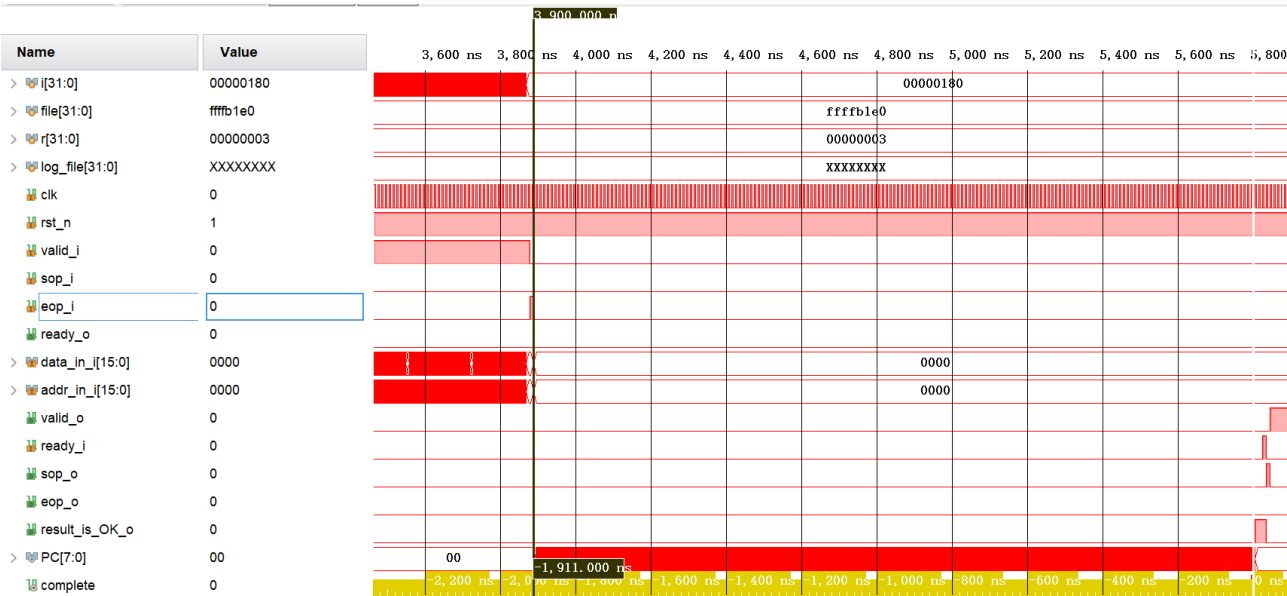 3,900.000 n
Name Value
3,600 ns 3,800 ns 4,000 ns 4,200 ns 4,400 ns 4,600 ns 4,800 ns 5,000 ns 5,200 ns 5,400 ns 5,600 ns 5,800
i[31:0] 00000180 00000180
file[31:0] ffffb1e0 ffffb1e0
r[31:0] 00000003 00000003
log_file[31:0] XXXXXXXX XXXXXXXX
clk 0
rst_n 1
valid_i 0
sop_i 0
eop_i 0
ready_o 0
data_in_i[15:0] 0000 0000
addr_in_i[15:0] 0000 0000
valid_o 0
ready_i 0
sop_o 0
eop_o 0
result_is_OK_o 0
PC[7:0] 00 00
-1,911.000 ns
complete 0
-2,200 ns -1,600 ns -1,400 ns -1,200 ns -1,000 ns -800 ns -600 ns -400 ns -200 ns 0 ns